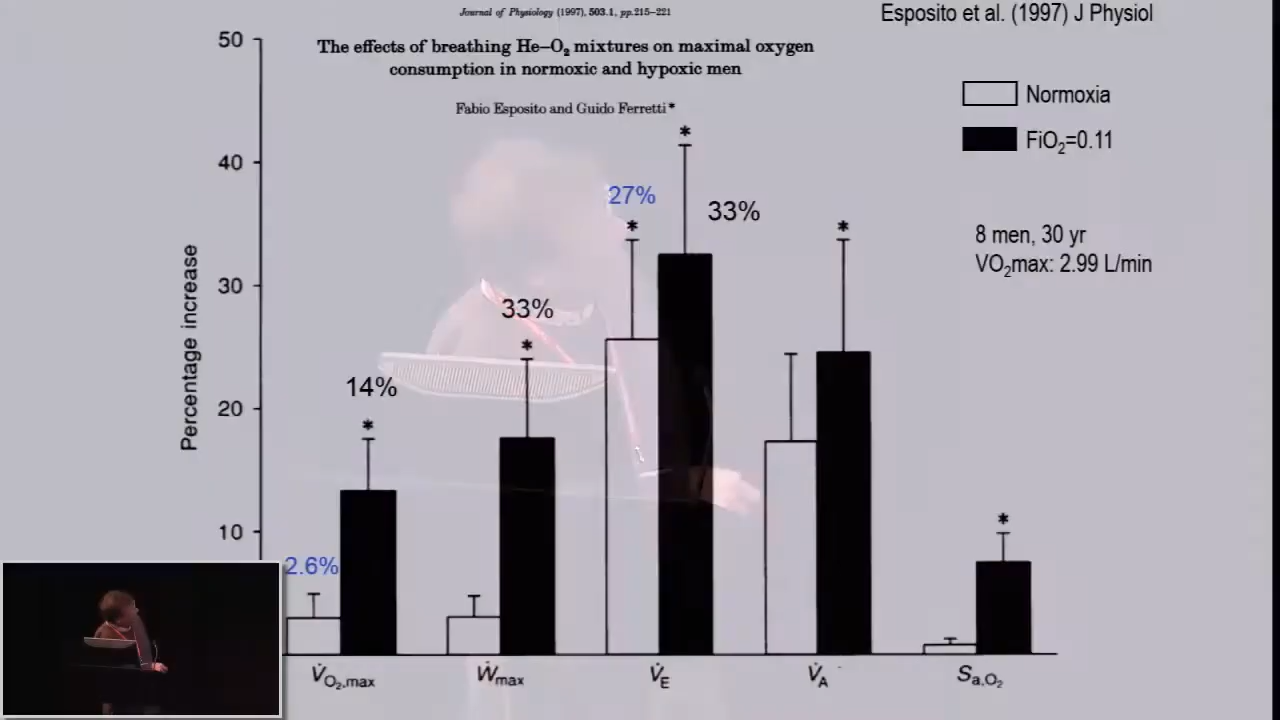 Journal of Physiology (1997), 503.1, pp.215–221
Esposito et al. (1997) J Physiol
The effects of breathing He–O₂ mixtures on maximal oxygen
consumption in normoxic and hypoxic men
Fabio Esposito and Guido Ferretti*
Normoxia
FiO₂=0.11
8 men, 30 yr
VO₂max: 2.99 L/min
Percentage increase
50
40
30
20
10
2.6%
14%
*
33%
*
27%
*
33%
*
*
*
V̇O₂,max
Ẇmax
V̇E
V̇A
Sa,O₂